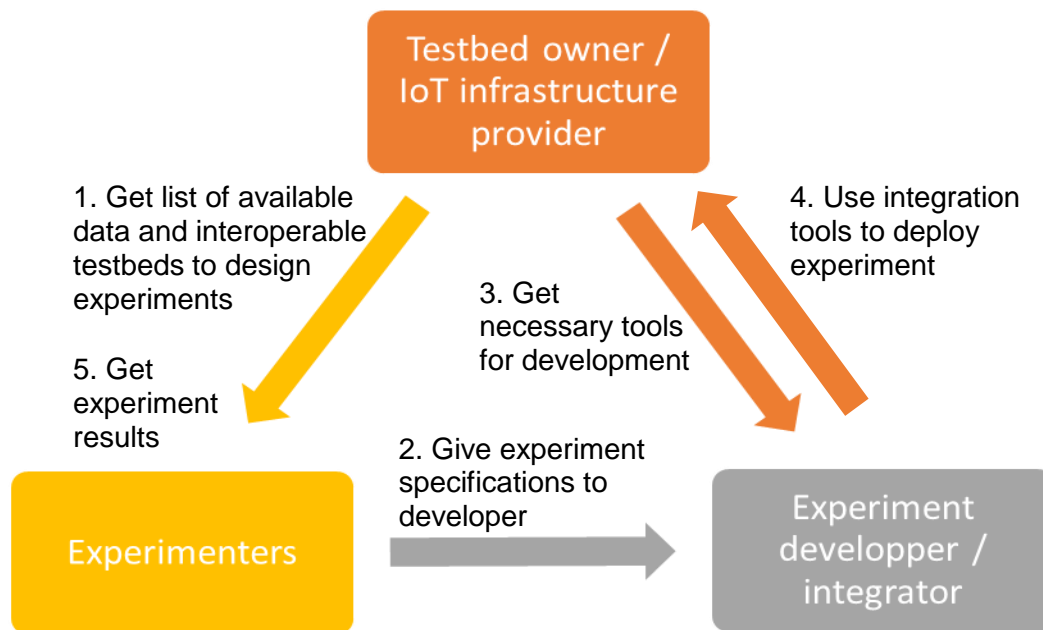 Testbed owner /
IoT infrastructure
provider
1. Get list of available
data and interoperable
testbeds to design
experiments
4. Use integration
tools to deploy
experiment
3. Get
necessary tools
for development
5. Get
experiment
results
2. Give experiment
specifications to
developer
Experimenters
Experiment
developper /
integrator